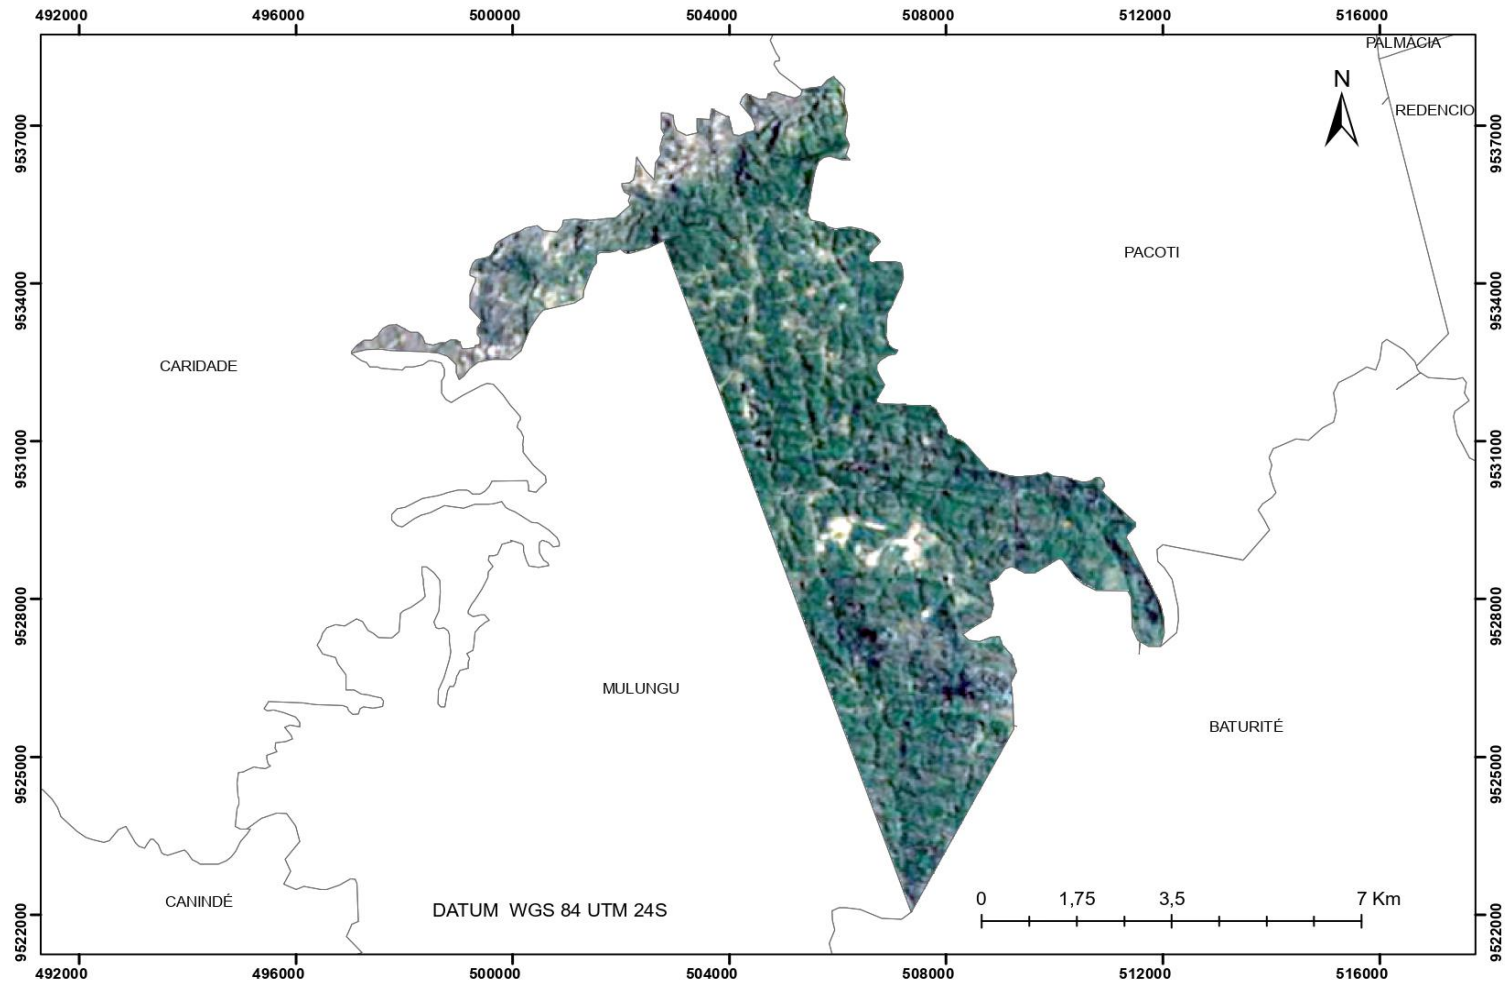 492000 496000 500000 504000 508000 512000 516000
PALMACIA
N
REDENCIO
9537000 9537000
PACOTI
9534000 9534000
CARIDADE
9531000 9531000
9528000 9528000
MULUNGU
BATURITÉ
9525000 9525000
CANINDÉ
DATUM WGS 84 UTM 24S
0 1,75 3,5 7 Km
9522000 9522000
492000 496000 500000 504000 508000 512000 516000